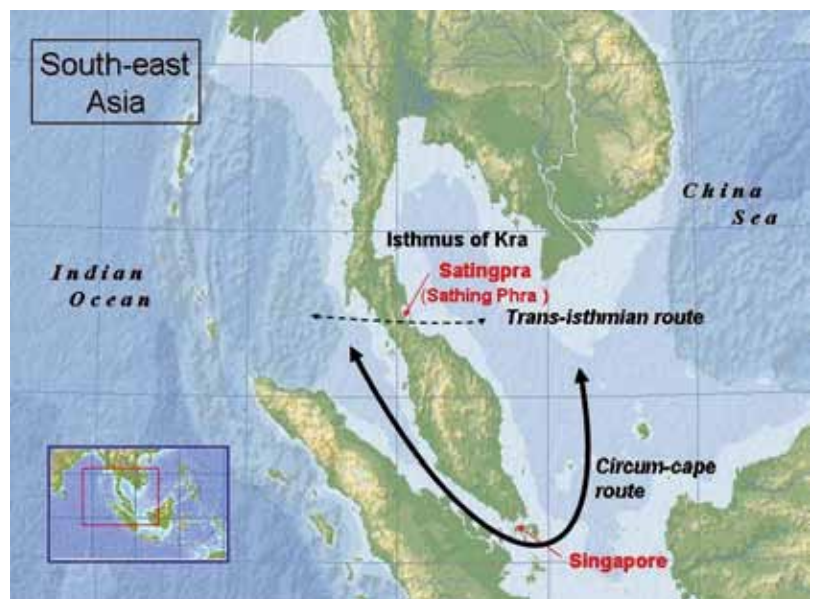 South-east
Asia
China
Sea
Isthmus of Kra
Satingpra
(Sathing Phra )
Indian
Ocean
Trans-isthmian route
Circum-cape
route
Singapore